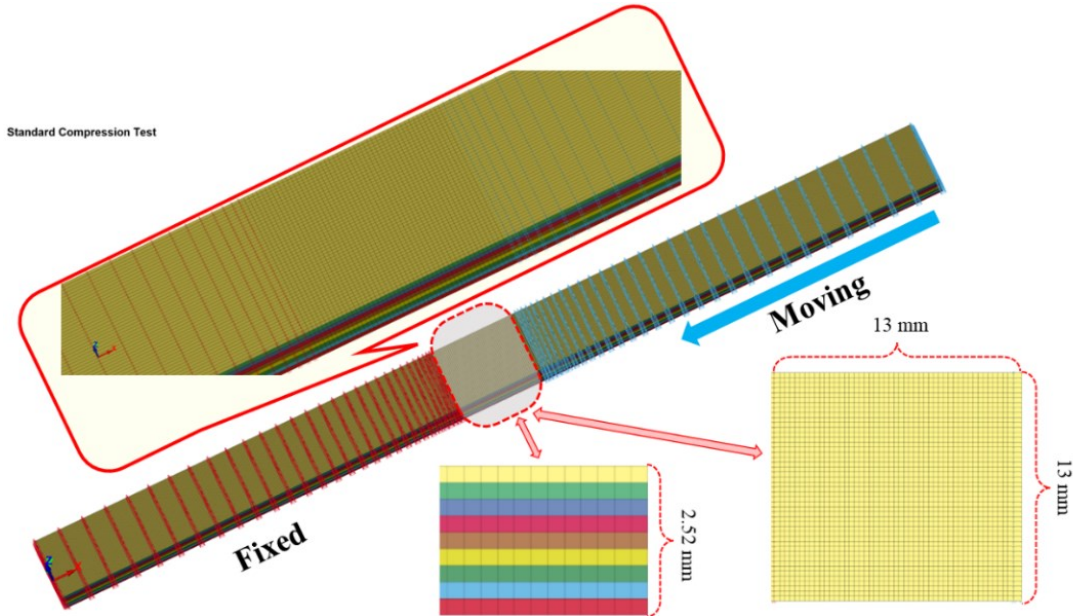 Standard Compression Test
Moving
13 mm
13 mm
Fixed
2.52 mm
Z
X
Z